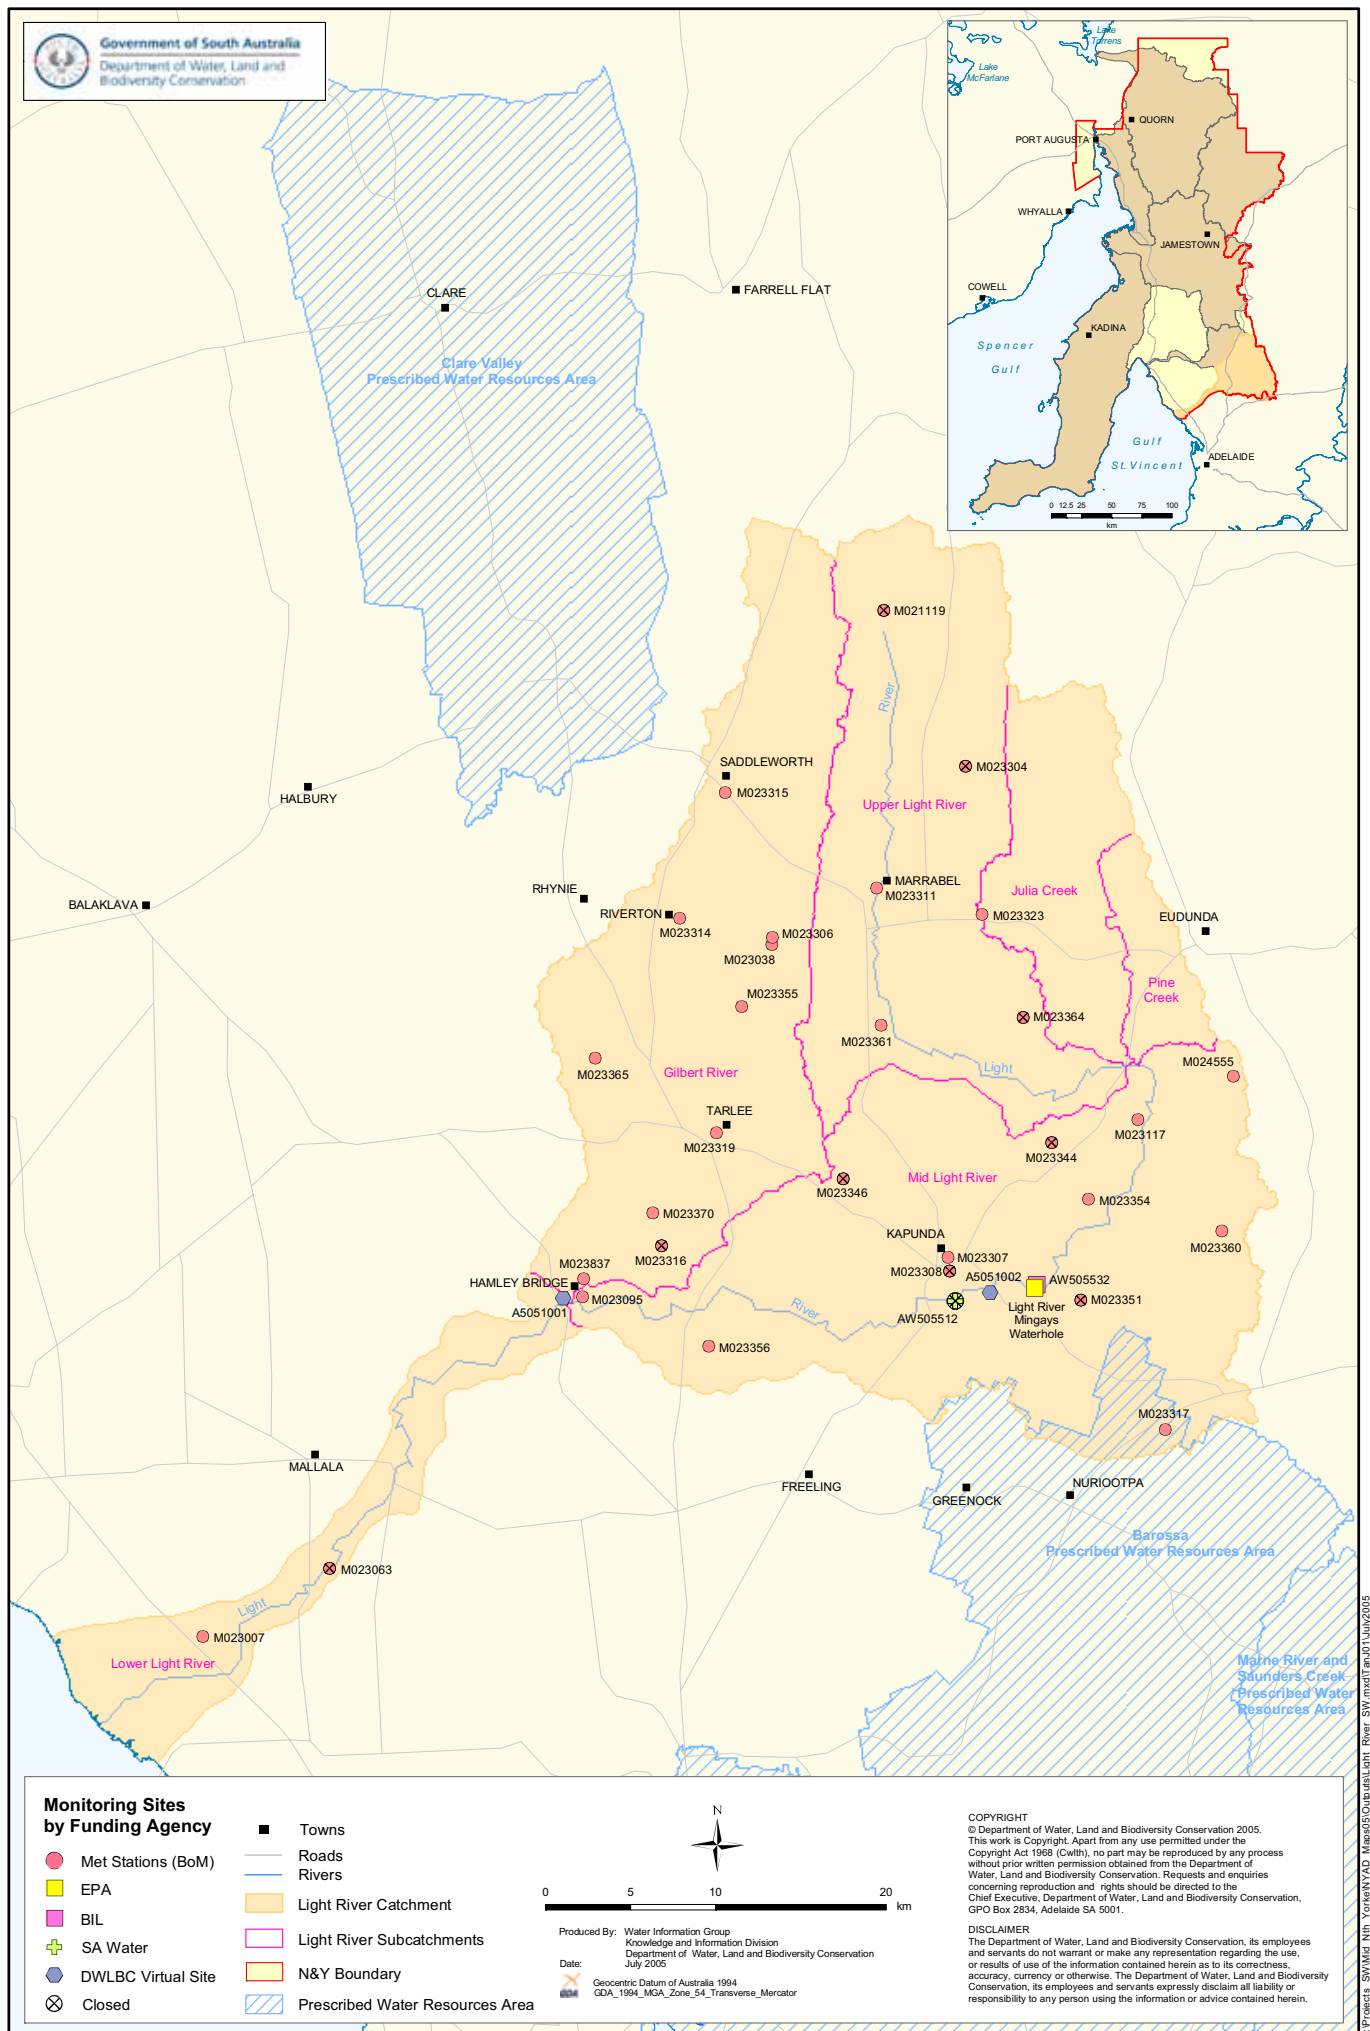 Government of South Australia
Department of Water, Land and
Biodiversity Conservation
Lake
Torrens
Lake
McFarlane
QUORN
PORT AUGUSTA
WHYALLA
JAMESTOWN
COWELL
KADINA
Spencer
Gulf
Gulf
St. Vincent
ADELAIDE
0 12.5 25 50 75 100
km
CLARE
FARRELL FLAT
Clare Valley
Prescribed Water Resources Area
M021119
River
SADDLEWORTH
M023304
HALBURY
M023315
Upper Light River
MARRABEL
RHYNIE
Julia Creek
M023311
BALAKLAVA
RIVERTON
M023323
EUDUNDA
M023314
M023306
M023038
Pine
Creek
M023355
M023364
M023361
M024555
M023365
Gilbert River
Light
TARLEE
M023117
M023319
M023344
Mid Light River
M023346
M023354
M023370
KAPUNDA
M023360
M023316
M023307
M023837
M023308
A5051002
AW505532
HAMLEY BRIDGE
M023095
M023351
A5051001
River
AW505512
Light River
Mingays
Waterhole
M023356
M023317
MALLALA
FREELING
GREENOCK
NURIOOTPA
Barossa
Prescribed Water Resources Area
M023063
Light
M023007
Lower Light River
Marne River and
Saunders Creek
Prescribed Water
Resources Area
Monitoring Sites
by Funding Agency
Met Stations (BoM)
EPA
BIL
SA Water
DWLBC Virtual Site
Closed
Towns
Roads
Rivers
Light River Catchment
Light River Subcatchments
N&Y Boundary
Prescribed Water Resources Area
N
0 5 10 20
km
Produced By: Water Information Group
Knowledge and Information Division
Department of Water, Land and Biodiversity Conservation
Date: July 2005
Geocentric Datum of Australia 1994
GDA_1994_MGA_Zone_54_Transverse_Mercator
COPYRIGHT
© Department of Water, Land and Biodiversity Conservation 2005.
This work is Copyright. Apart from any use permitted under the
Copyright Act 1968 (Cwlth), no part may be reproduced by any process
without prior written permission obtained from the Department of
Water, Land and Biodiversity Conservation. Requests and enquiries
concerning reproduction and rights should be directed to the
Chief Executive, Department of Water, Land and Biodiversity Conservation,
GPO Box 2834, Adelaide SA 5001.
DISCLAIMER
The Department of Water, Land and Biodiversity Conservation, its employees
and servants do not warrant or make any representation regarding the use,
or results of use of the information contained herein as to its correctness,
accuracy, currency or otherwise. The Department of Water, Land and Biodiversity
Conservation, its employees and servants expressly disclaim all liability or
responsibility to any person using the information or advice contained herein.